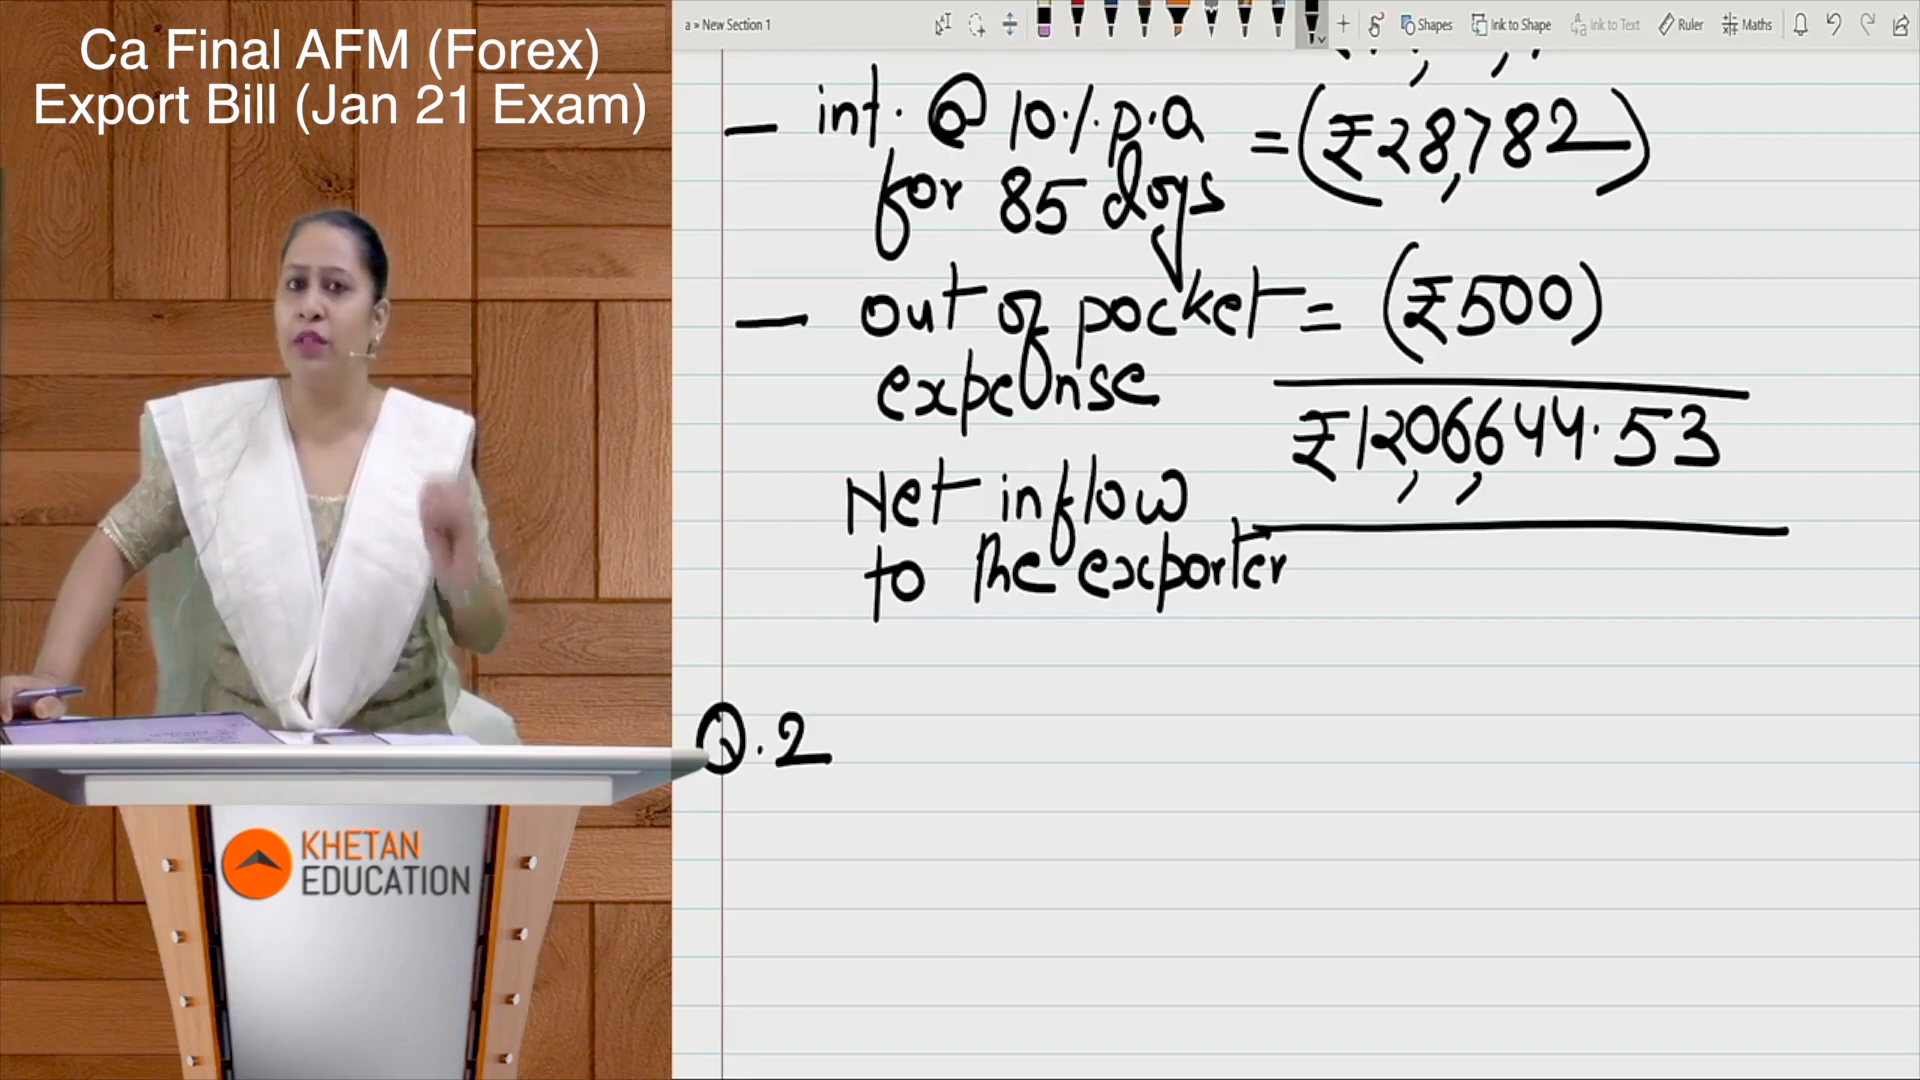 Ca Final AFM (Forex)
Export Bill (Jan 21 Exam)
a » New Section 1
Shapes
Ink to Shape
Ink to Text
Ruler
Maths
— int. @ 10.%.p.a = (₹28,782)
for 85 days
— out of pocket = (₹500)
expense
₹12,06,644.53
Net inflow
to the exporter
Q.2
KHETAN
EDUCATION